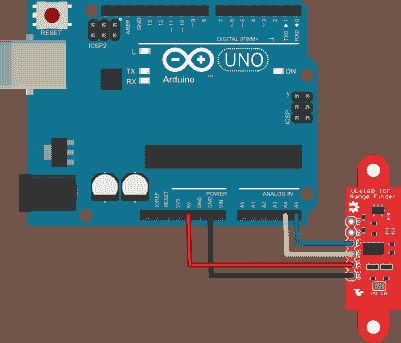 RESET
ICSP2
AREF
GND
13
12
~11
~10
~9
8
7
~6
~5
4
~3
2
TX▸1
RX◂0
DIGITAL (PWM~)
L
TX
RX
Arduino
UNO
ON
ICSP
1
IOREF
RESET
3V3
5V
GND
GND
VIN
POWER
ANALOG IN
A0
A1
A2
A3
A4
A5
VL6180 ToF
Range Finder